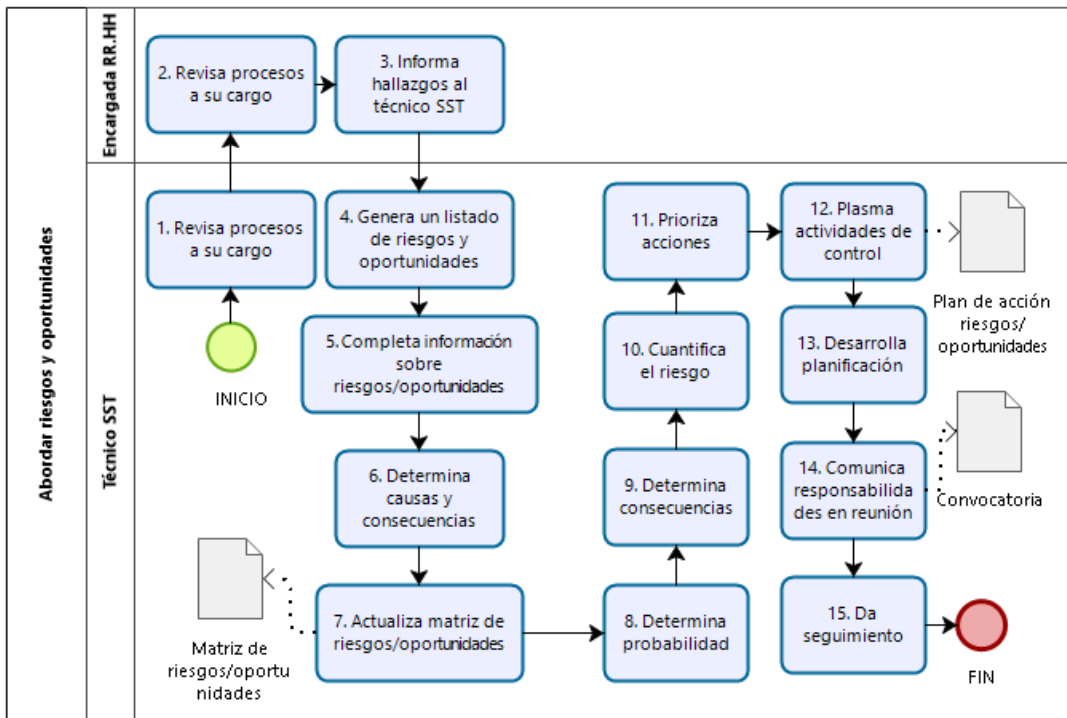 Abordar riesgos y oportunidades
Encargada RR.HH
2. Revisa procesos
a su cargo
3. Informa
hallazgos al
técnico SST
Técnico SST
1. Revisa procesos
a su cargo
INICIO
4. Genera un listado
de riesgos y
oportunidades
5. Completa información
sobre
riesgos/oportunidades
6. Determina
causas y
consecuencias
7. Actualiza matriz de
riesgos/oportunidades
Matriz de
riesgos/oportu
nidades
8. Determina
probabilidad
9. Determina
consecuencias
10. Cuantifica
el riesgo
11. Prioriza
acciones
12. Plasma
actividades de
control
Plan de acción
riesgos/
oportunidades
13. Desarrolla
planificación
14. Comunica
responsabilida
des en reunión
Convocatoria
15. Da
seguimiento
FIN